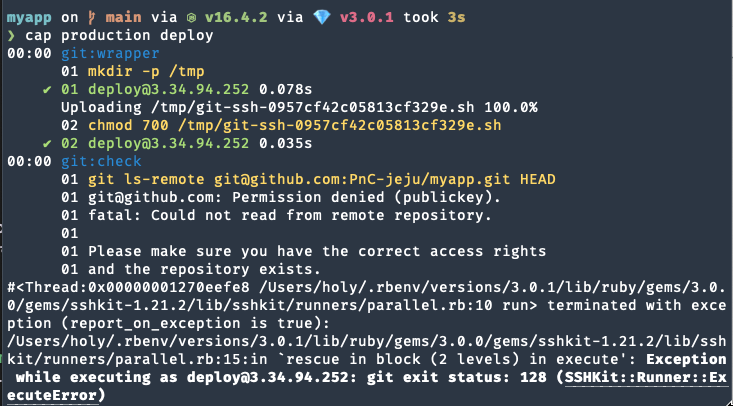 myapp on main via v16.4.2 via 💎 v3.0.1 took 3s
❯ cap production deploy
00:00 git:wrapper
01 mkdir -p /tmp
✔ 01 deploy@3.34.94.252 0.078s
Uploading /tmp/git-ssh-0957cf42c05813cf329e.sh 100.0%
02 chmod 700 /tmp/git-ssh-0957cf42c05813cf329e.sh
✔ 02 deploy@3.34.94.252 0.035s
00:00 git:check
01 git ls-remote git@github.com:PnC-jeju/myapp.git HEAD
01 git@github.com: Permission denied (publickey).
01 fatal: Could not read from remote repository.
01
01 Please make sure you have the correct access rights
01 and the repository exists.
#<Thread:0x00000001270eefe8 /Users/holy/.rbenv/versions/3.0.1/lib/ruby/gems/3.0.
0/gems/sshkit-1.21.2/lib/sshkit/runners/parallel.rb:10 run> terminated with exce
ption (report_on_exception is true):
/Users/holy/.rbenv/versions/3.0.1/lib/ruby/gems/3.0.0/gems/sshkit-1.21.2/lib/ssh
kit/runners/parallel.rb:15:in `rescue in block (2 levels) in execute': Exception
while executing as deploy@3.34.94.252: git exit status: 128 (SSHKit::Runner::Ex
ecuteError)